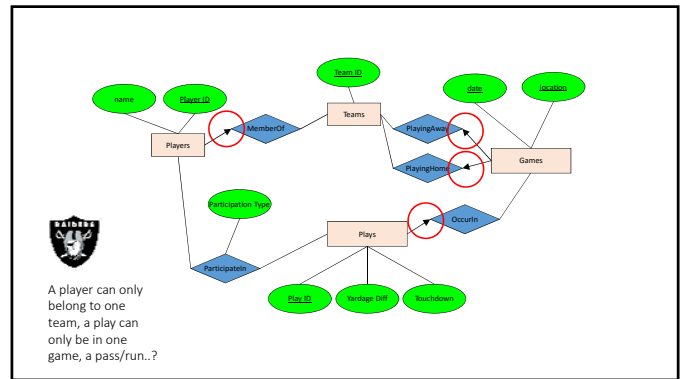 Team ID
date
location
name
Player ID
MemberOf
Teams
PlayingAway
Players
PlayingHome
Games
Participation Type
OccurIn
Plays
RAIDERS
ParticipateIn
A player can only
belong to one
team, a play can
only be in one
game, a pass/run..?
Play ID
Yardage Diff
Touchdown